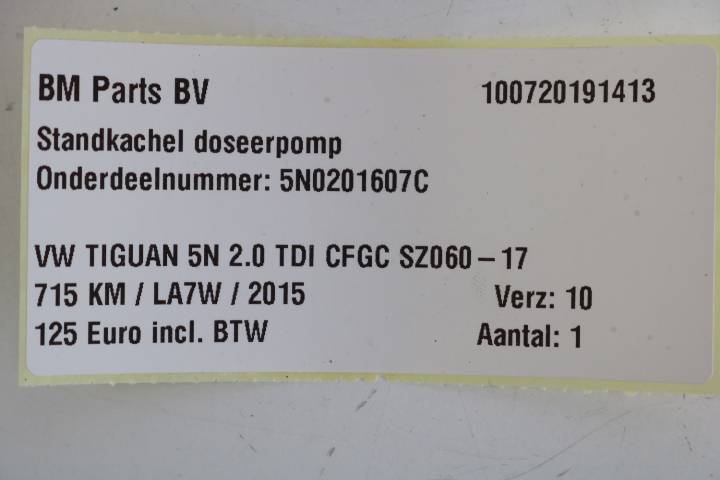 BM Parts BV 100720191413
Standkachel doseerpomp
Onderdeelnummer: 5N0201607C
VW TIGUAN 5N 2.0 TDI CFGC SZ060-17
715 KM / LA7W / 2015 Verz: 10
125 Euro incl. BTW Aantal: 1